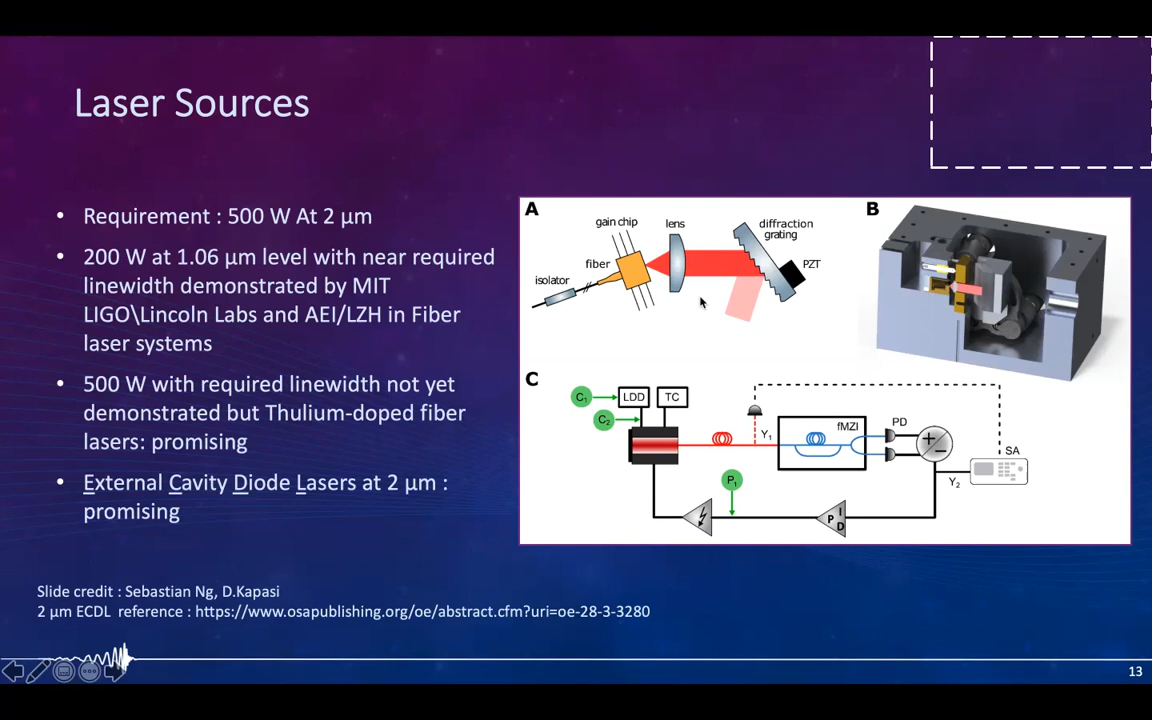 Laser Sources
• Requirement : 500 W At 2 µm
• 200 W at 1.06 µm level with near required
linewidth demonstrated by MIT
LIGO\Lincoln Labs and AEI/LZH in Fiber
laser systems
• 500 W with required linewidth not yet
demonstrated but Thulium-doped fiber
lasers: promising
• External Cavity Diode Lasers at 2 µm :
promising
A
gain chip
lens
diffraction
grating
fiber
PZT
isolator
B
C
C1
LDD
TC
C2
Y1
fMZI
PD
+
−
SA
Y2
P1
P I D
Slide credit : Sebastian Ng, D.Kapasi
2 µm ECDL reference : https://www.osapublishing.org/oe/abstract.cfm?uri=oe-28-3-3280
13